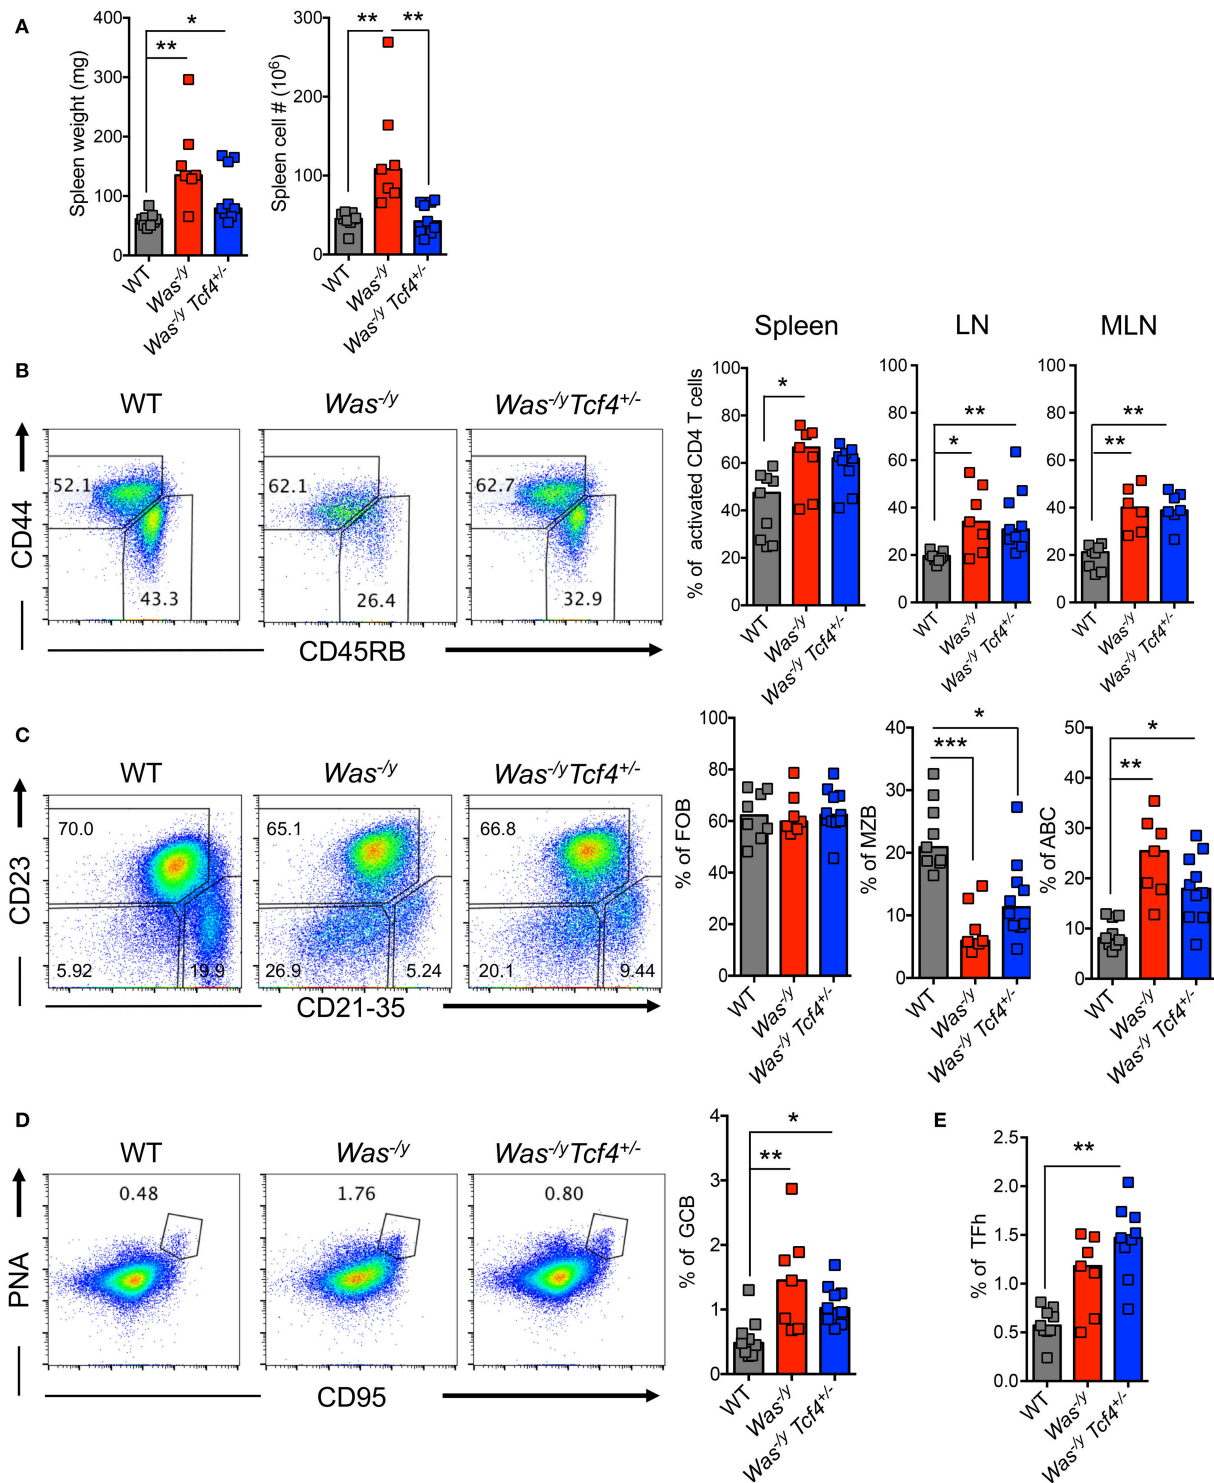 A
Spleen weight (mg)
400
300
200
100
0
* 
**
WT
Was-/y
Was-/y Tcf4+/-
Spleen cell # (10⁶)
300
200
100
0
** **
WT
Was-/y
Was-/y Tcf4+/-
B
WT
Was-/y
Was-/yTcf4+/-
CD44
52.1
43.3
62.1
26.4
62.7
32.9
CD45RB
Spleen
LN
MLN
% of activated CD4 T cells
100
80
60
40
20
0
*
WT
Was-/y
Was-/y Tcf4+/-
100
80
60
40
20
0
**
*
WT
Was-/y
Was-/y Tcf4+/-
100
80
60
40
20
0
**
**
WT
Was-/y
Was-/y Tcf4+/-
C
WT
Was-/y
Was-/yTcf4+/-
CD23
70.0
5.92
19.9
65.1
26.9
5.24
66.8
20.1
9.44
CD21-35
% of FOB
100
80
60
40
20
0
WT
Was-/y
Was-/y Tcf4+/-
% of MZB
40
30
20
10
0
*
***
WT
Was-/y
Was-/y Tcf4+/-
% of ABC
50
40
30
20
10
0
*
**
WT
Was-/y
Was-/y Tcf4+/-
D
WT
Was-/y
Was-/yTcf4+/-
PNA
0.48
1.76
0.80
CD95
% of GCB
4
3
2
1
0
*
**
WT
Was-/y
Was-/y Tcf4+/-
E
% of TFh
2.5
2.0
1.5
1.0
0.5
0.0
**
WT
Was-/y
Was-/y Tcf4+/-